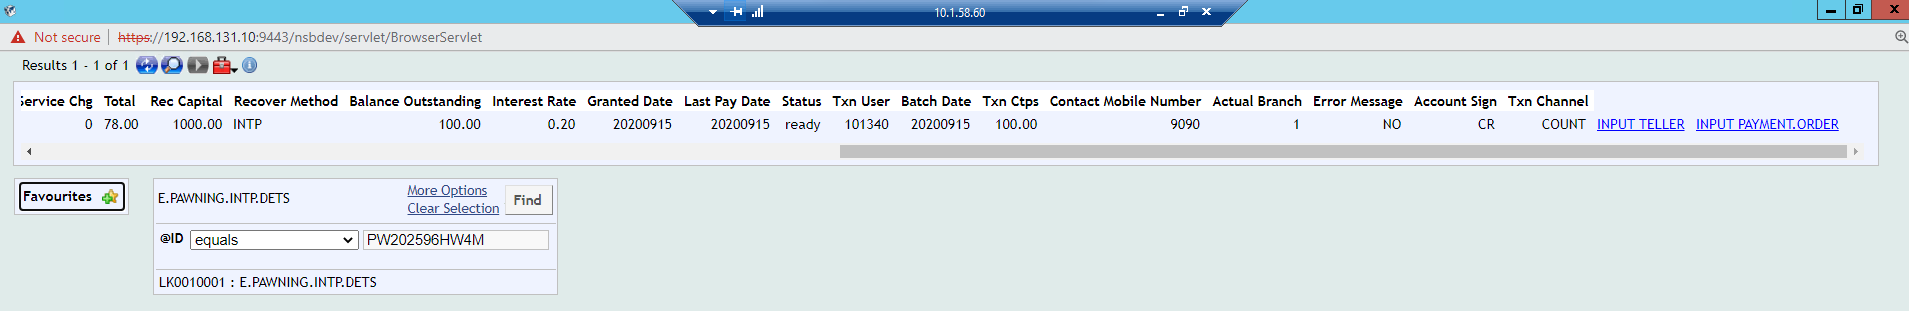 10.1.58.60
Not secure https://192.168.131.10:9443/nsbdev/servlet/BrowserServlet
Results 1 - 1 of 1
Service Chg Total Rec Capital Recover Method Balance Outstanding Interest Rate Granted Date Last Pay Date Status Txn User Batch Date Txn Ctps Contact Mobile Number Actual Branch Error Message Account Sign Txn Channel
0 78.00 1000.00 INTP 100.00 0.20 20200915 20200915 ready 101340 20200915 100.00 9090 1 NO CR COUNT INPUT TELLER INPUT PAYMENT.ORDER
Favourites
E.PAWNING.INTP.DETS
More Options
Clear Selection
Find
@ID equals PW202596HW4M
LK0010001 : E.PAWNING.INTP.DETS